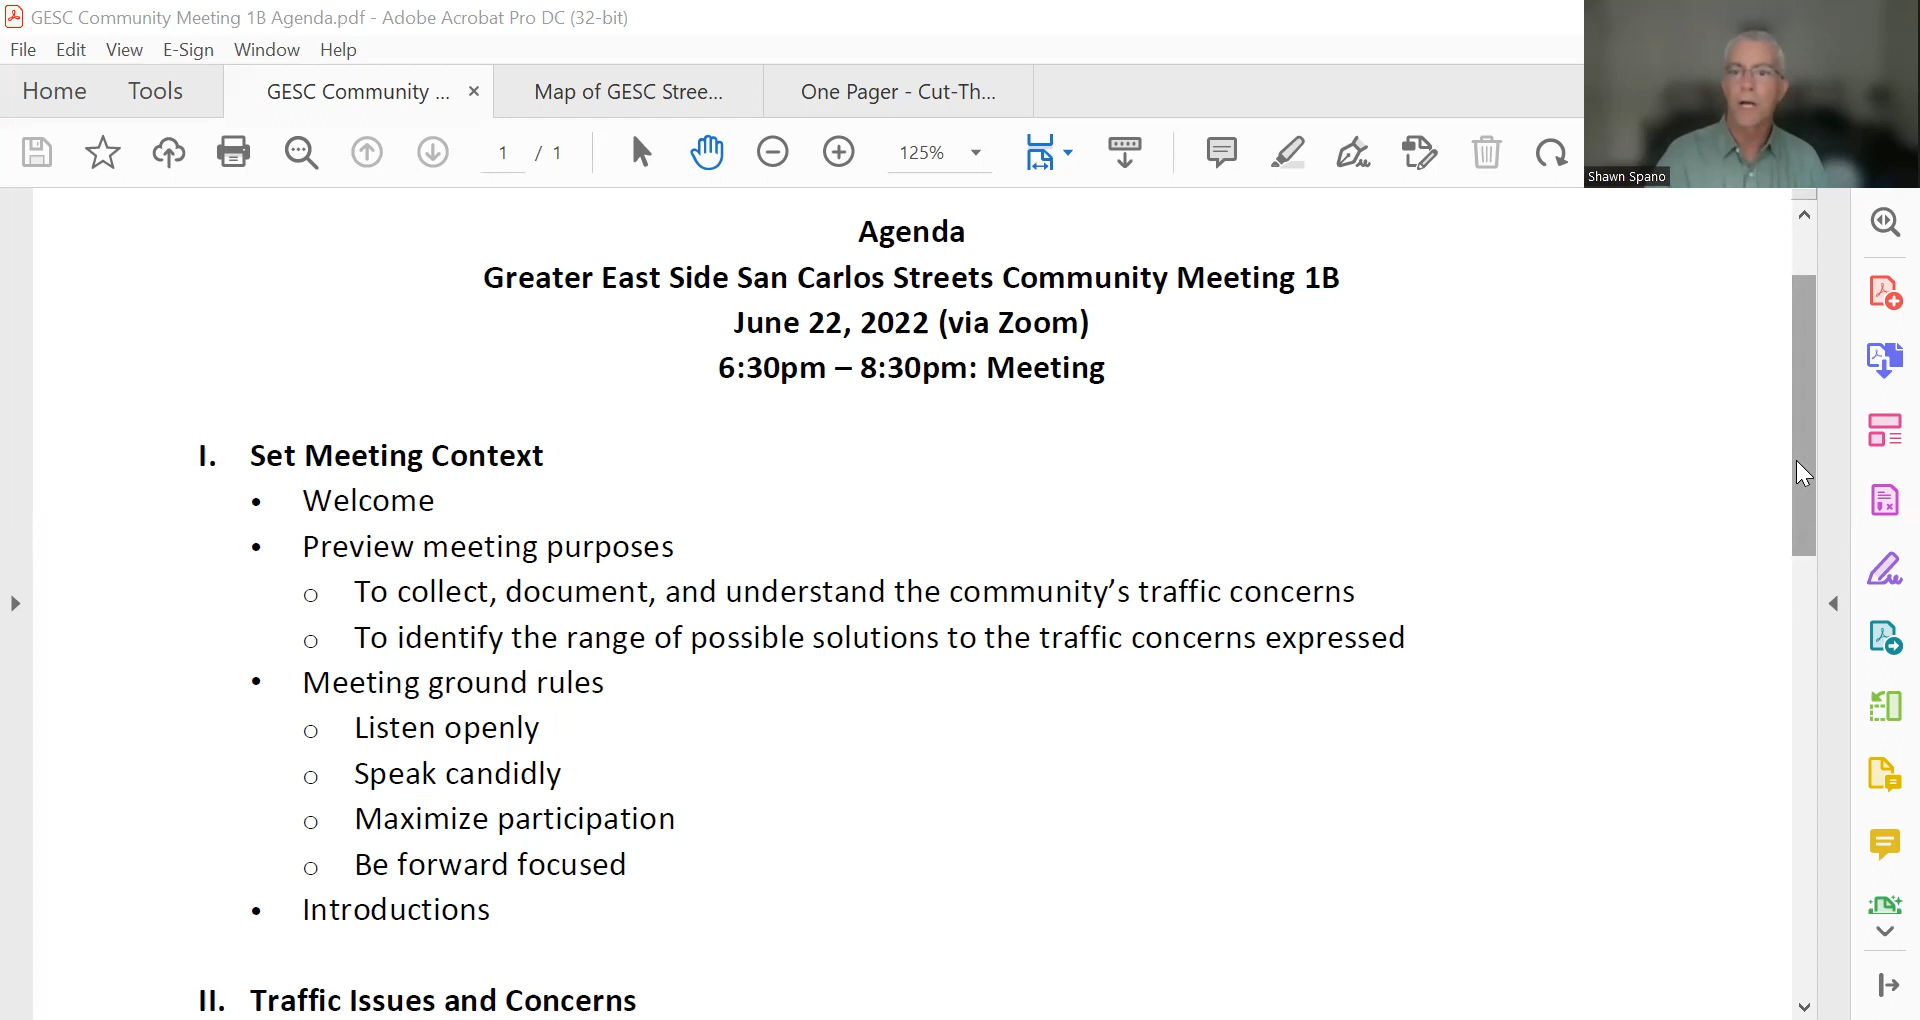 GESC Community Meeting 1B Agenda.pdf - Adobe Acrobat Pro DC (32-bit)
File Edit View E-Sign Window Help
Home Tools GESC Community ... × Map of GESC Stree... One Pager - Cut-Th...
1 / 1 125%
Shawn Spano
Agenda
Greater East Side San Carlos Streets Community Meeting 1B
June 22, 2022 (via Zoom)
6:30pm – 8:30pm: Meeting
I. Set Meeting Context
• Welcome
• Preview meeting purposes
o To collect, document, and understand the community’s traffic concerns
o To identify the range of possible solutions to the traffic concerns expressed
• Meeting ground rules
o Listen openly
o Speak candidly
o Maximize participation
o Be forward focused
• Introductions
II. Traffic Issues and Concerns